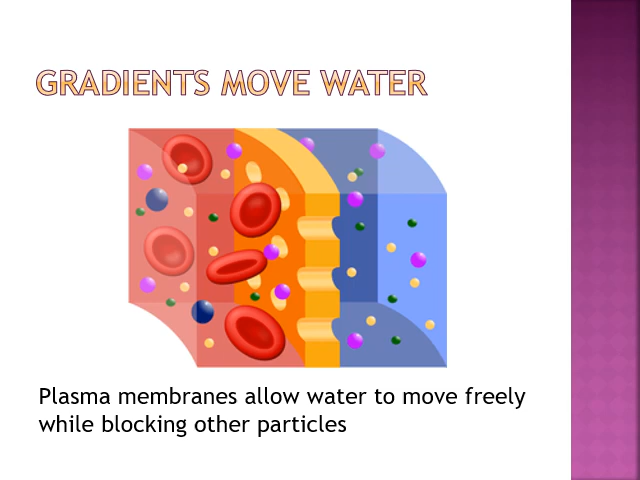 GRADIENTS MOVE WATER
Plasma membranes allow water to move freely
while blocking other particles